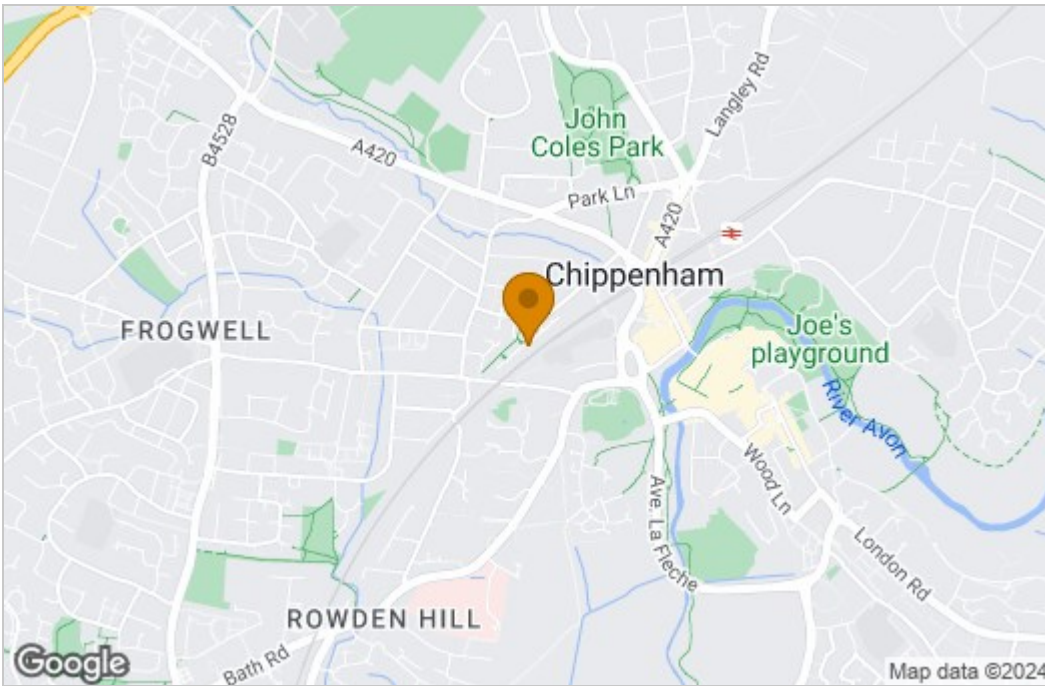 B4528
A420
John
Coles Park
Langley Rd
Park Ln
A420
Chippenham
FROGWELL
Joe's
playground
River Avon
Wood Ln
Ave. La Fleche
London Rd
ROWDEN HILL
Bath Rd
Google
Map data ©2024